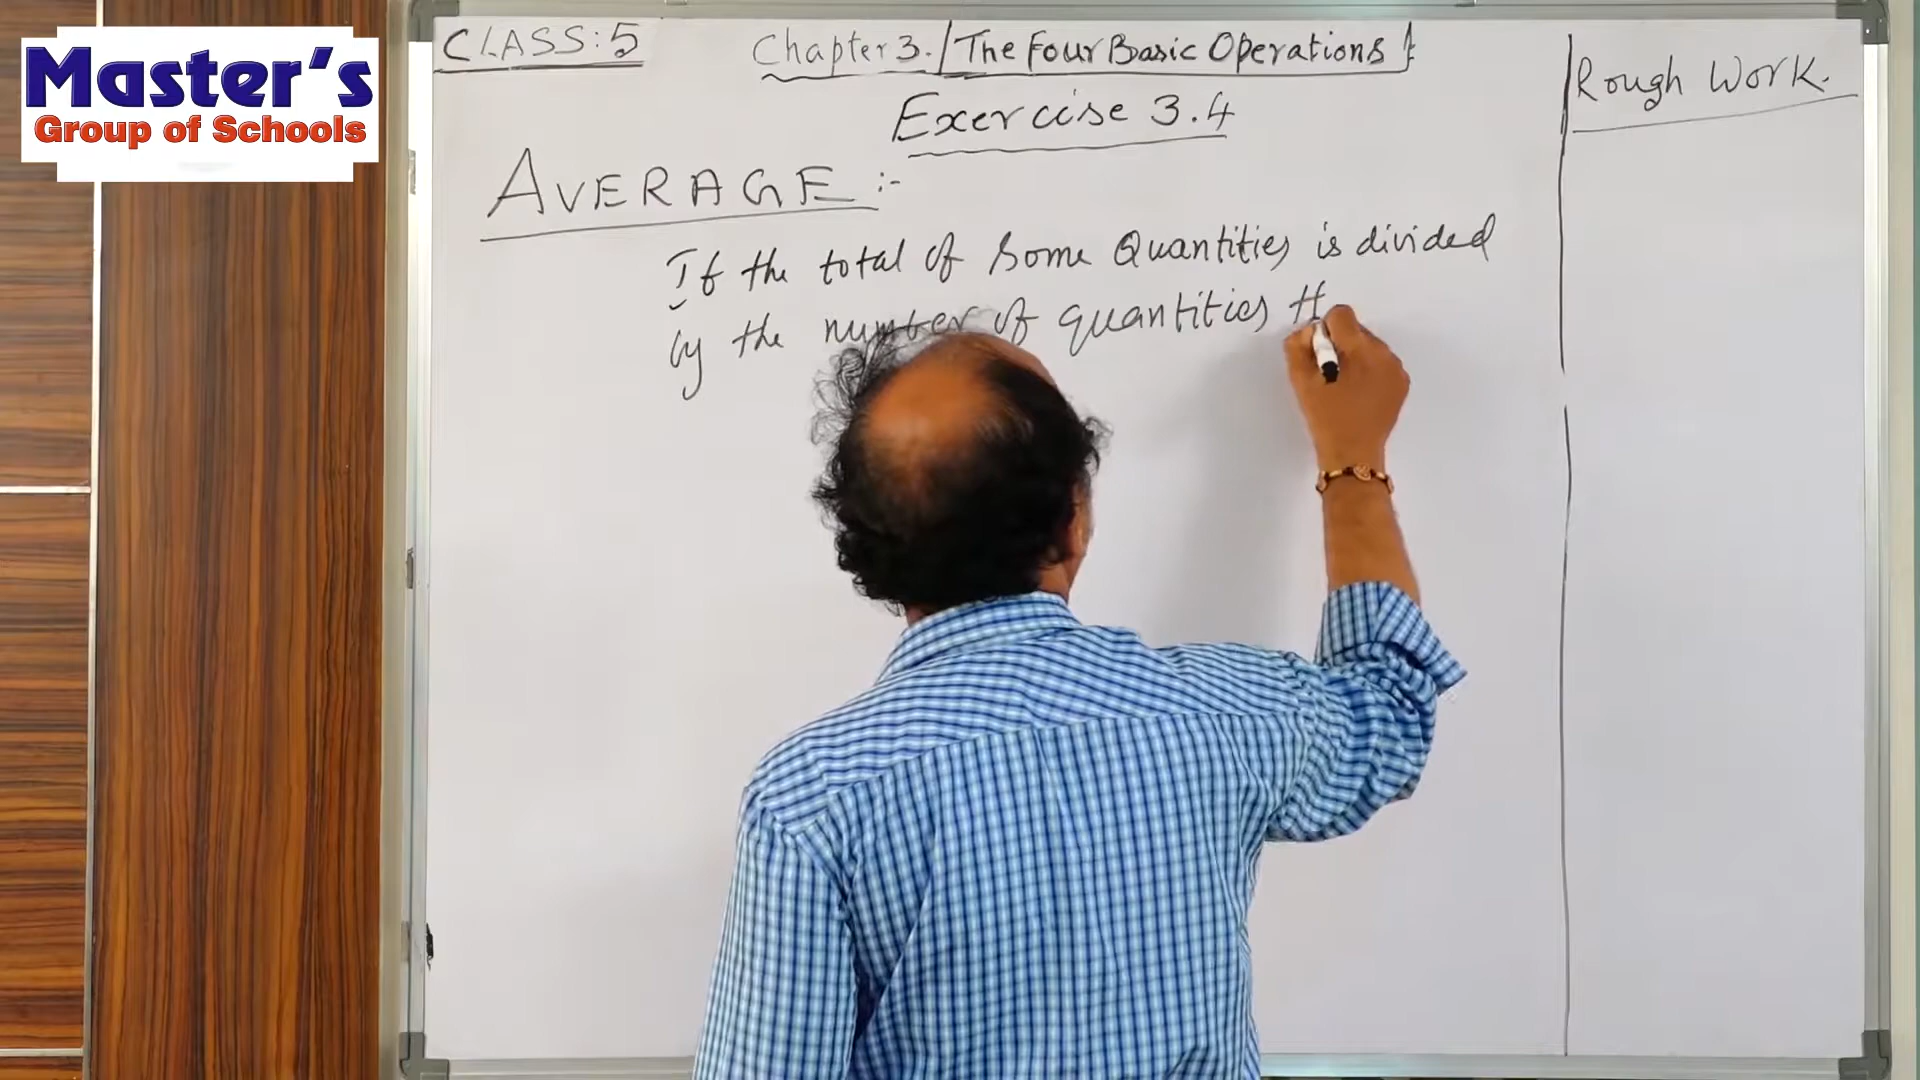 Master's
Group of Schools
CLASS: 5
Chapter 3. / The Four Basic Operations
Exercise 3.4
Rough Work.
AVERAGE :-
If the total of Some Quantities is divided
by the number of quantities